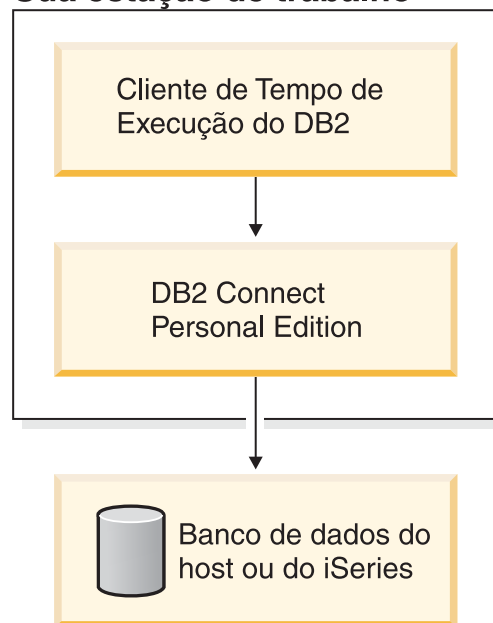 Cliente de Tempo de
Execução do DB2
DB2 Connect
Personal Edition
Banco de dados do
host ou do iSeries